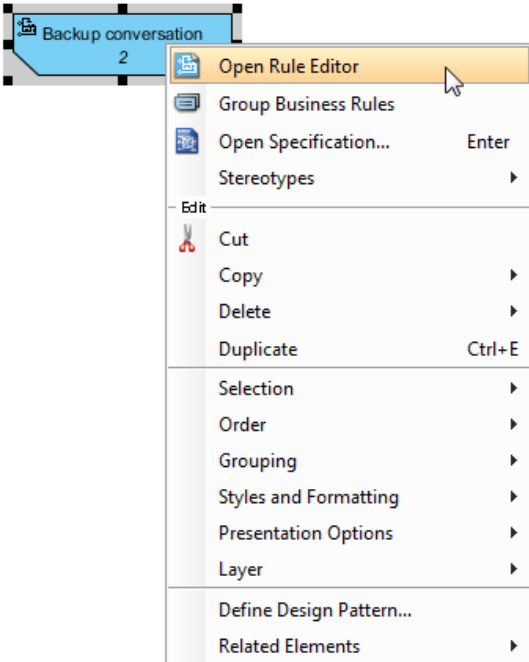 Backup conversation
2
Open Rule Editor
Group Business Rules
Open Specification... Enter
Stereotypes
Edit
Cut
Copy
Delete
Duplicate Ctrl+E
Selection
Order
Grouping
Styles and Formatting
Presentation Options
Layer
Define Design Pattern...
Related Elements